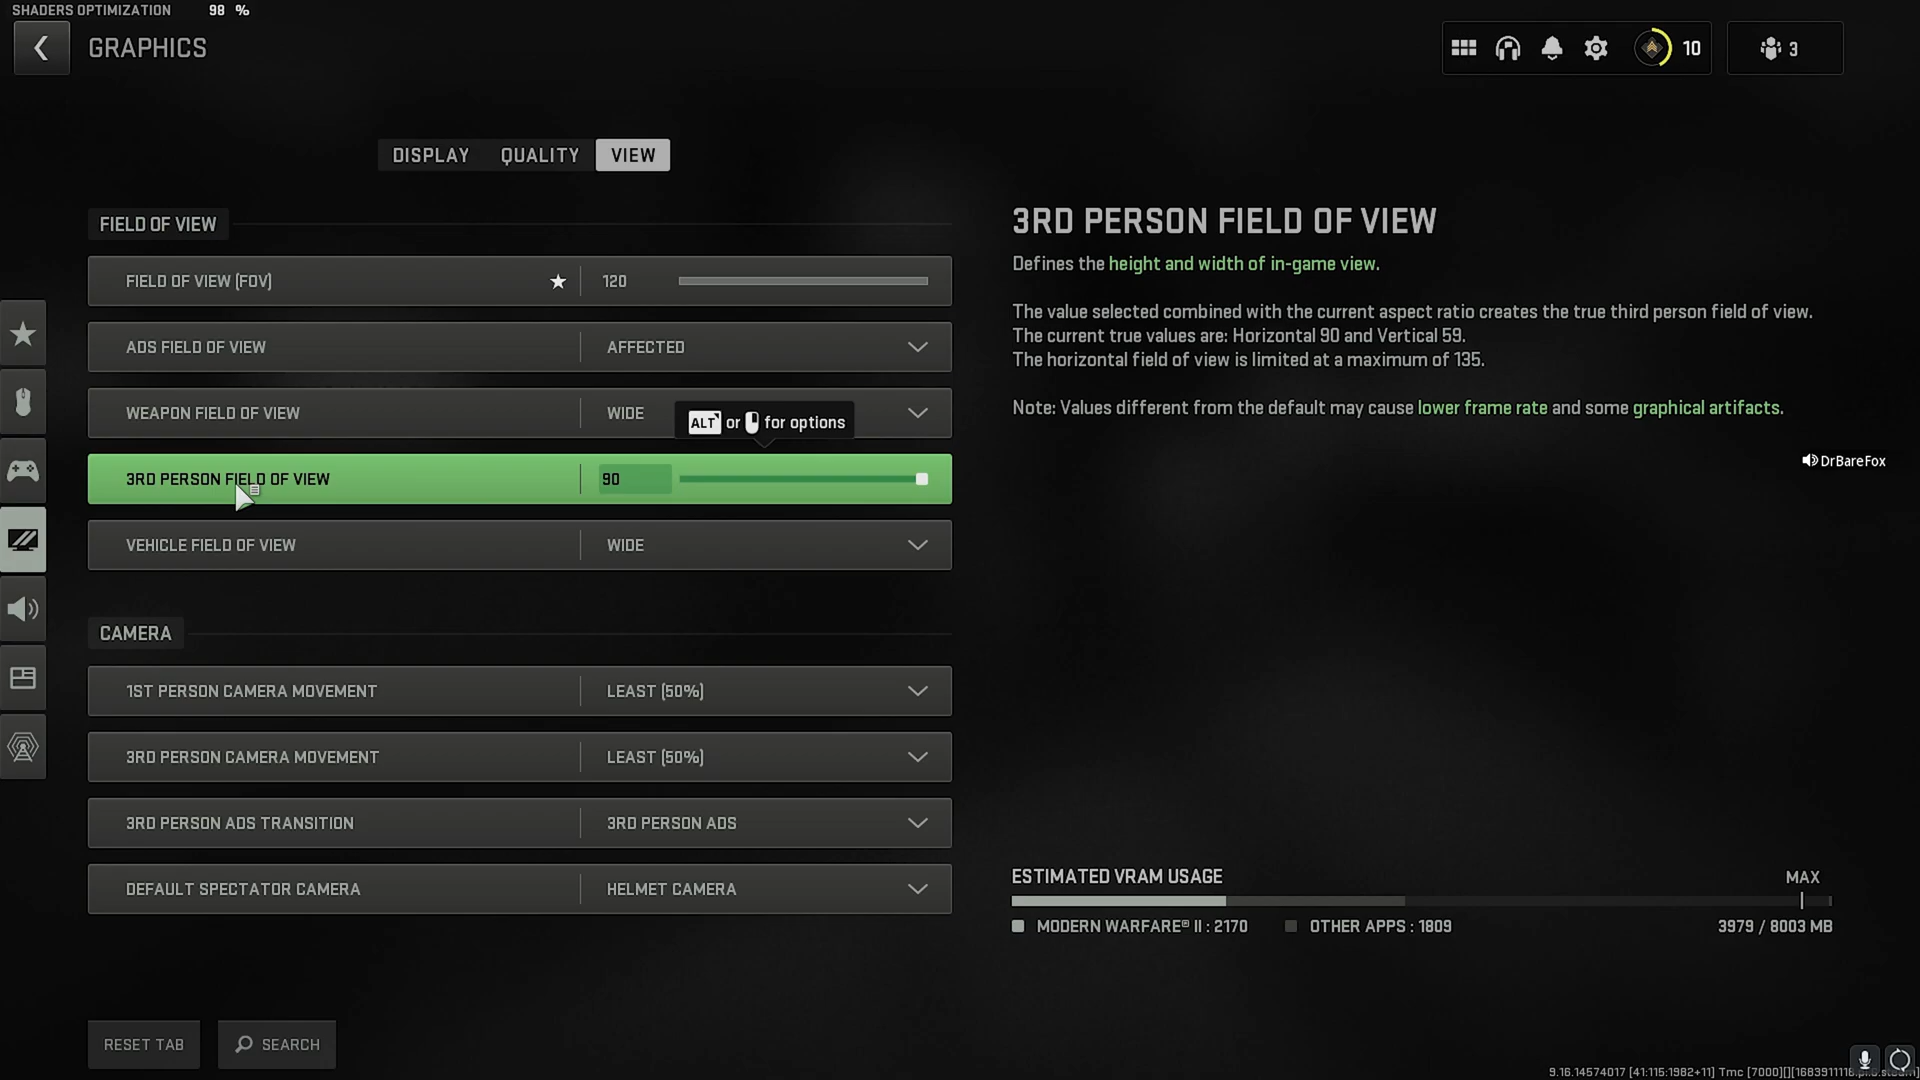 SHADERS OPTIMIZATION 98 %
GRAPHICS
10
3
DISPLAY QUALITY VIEW
FIELD OF VIEW
FIELD OF VIEW (FOV) 120
ADS FIELD OF VIEW AFFECTED
WEAPON FIELD OF VIEW WIDE
ALT or for options
3RD PERSON FIELD OF VIEW 90
VEHICLE FIELD OF VIEW WIDE
CAMERA
1ST PERSON CAMERA MOVEMENT LEAST (50%)
3RD PERSON CAMERA MOVEMENT LEAST (50%)
3RD PERSON ADS TRANSITION 3RD PERSON ADS
DEFAULT SPECTATOR CAMERA HELMET CAMERA
RESET TAB SEARCH
3RD PERSON FIELD OF VIEW
Defines the height and width of in-game view.
The value selected combined with the current aspect ratio creates the true third person field of view.
The current true values are: Horizontal 90 and Vertical 59.
The horizontal field of view is limited at a maximum of 135.
Note: Values different from the default may cause lower frame rate and some graphical artifacts.
DrBareFox
ESTIMATED VRAM USAGE MAX
MODERN WARFARE® II : 2170 OTHER APPS : 1809 3979 / 8003 MB
9.16.14574017 [41:115:1982+11] Tmc